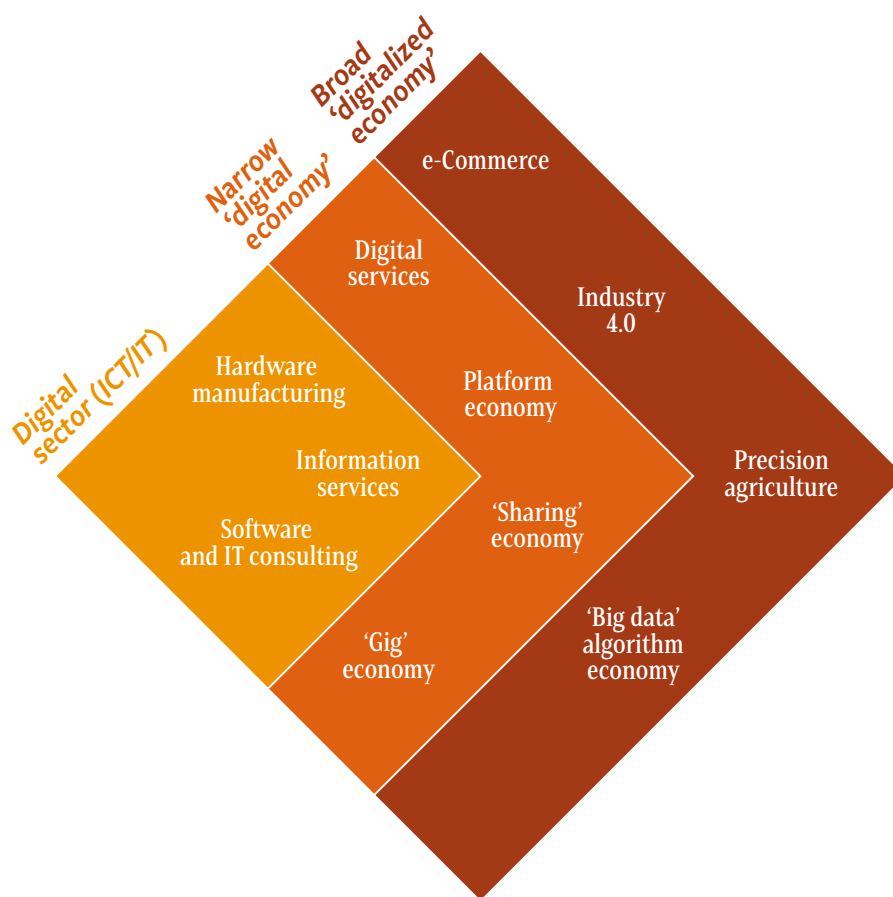 Broad
‘digitalized
economy’
Narrow
‘digital
economy’
Digital
sector (ICT/IT)
e-Commerce
Digital
services
Industry
4.0
Hardware
manufacturing
Platform
economy
Information
services
Precision
agriculture
‘Sharing’
economy
Software
and IT consulting
‘Gig’
economy
‘Big data’
algorithm
economy